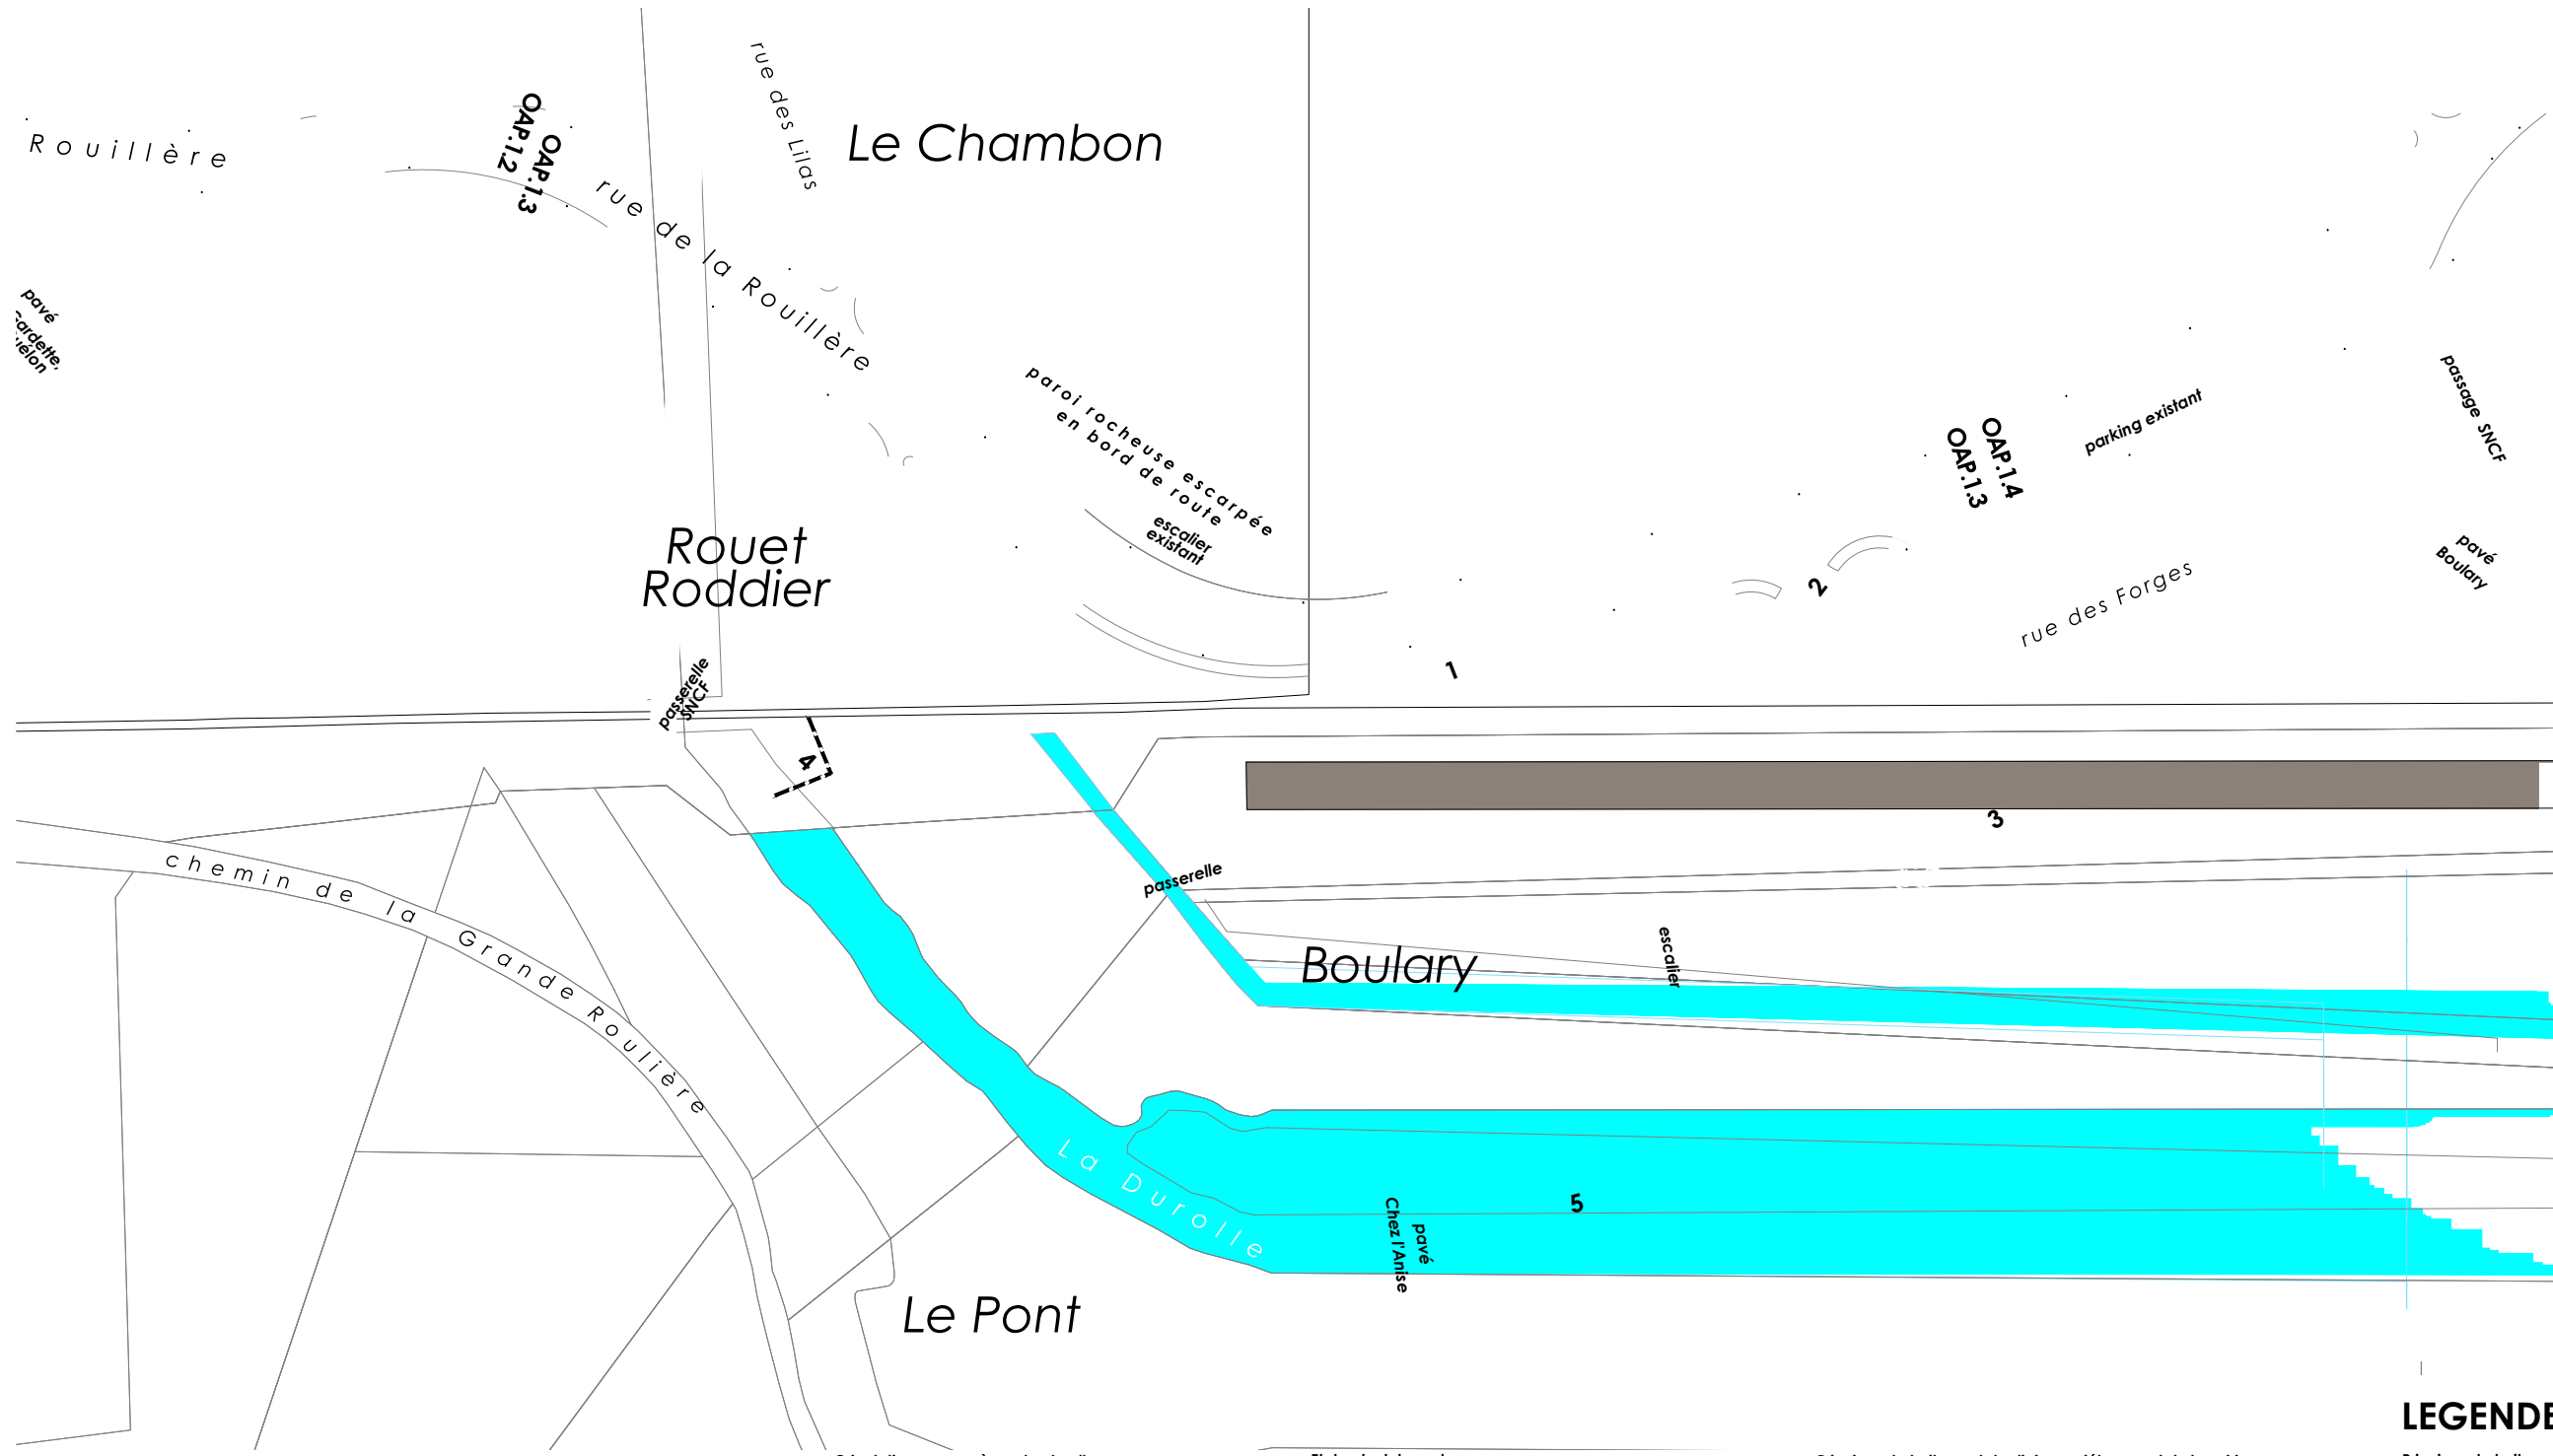 rue des Lilas
Le Chambon
Rouillère
OAP.1.2
OAP.1.3
rue de la Rouillère
pavé
paroi rocheuse escarpée
en bord de route
escalier
existant
OAP.1.4
OAP.1.3
parking existant
passage SNCF
pavé
Boulary
Rouet
Roddier
2
rue des Forges
1
passerelle
SNCF
4
3
chemin de la Grande Roulière
passerelle
escalier
Boulary
La Durolle
5
pavé
Chez l'Anise
Le Pont
LEGENDE